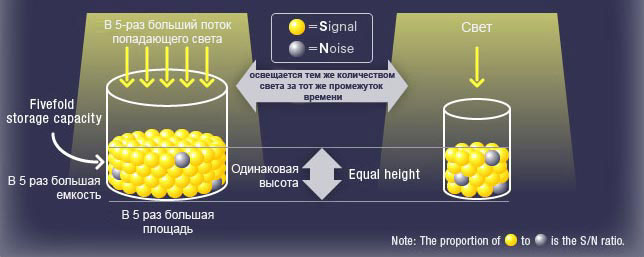 В 5-раз больший поток
попадающего света
= Signal
= Noise
Свет
освещается тем же количеством
света за тот же промежуток
времени
Fivefold
storage capacity
В 5 раз большая
емкость
Одинаковая
высота
Equal height
В 5 раз большая
площадь
Note: The proportion of to is the S/N ratio.